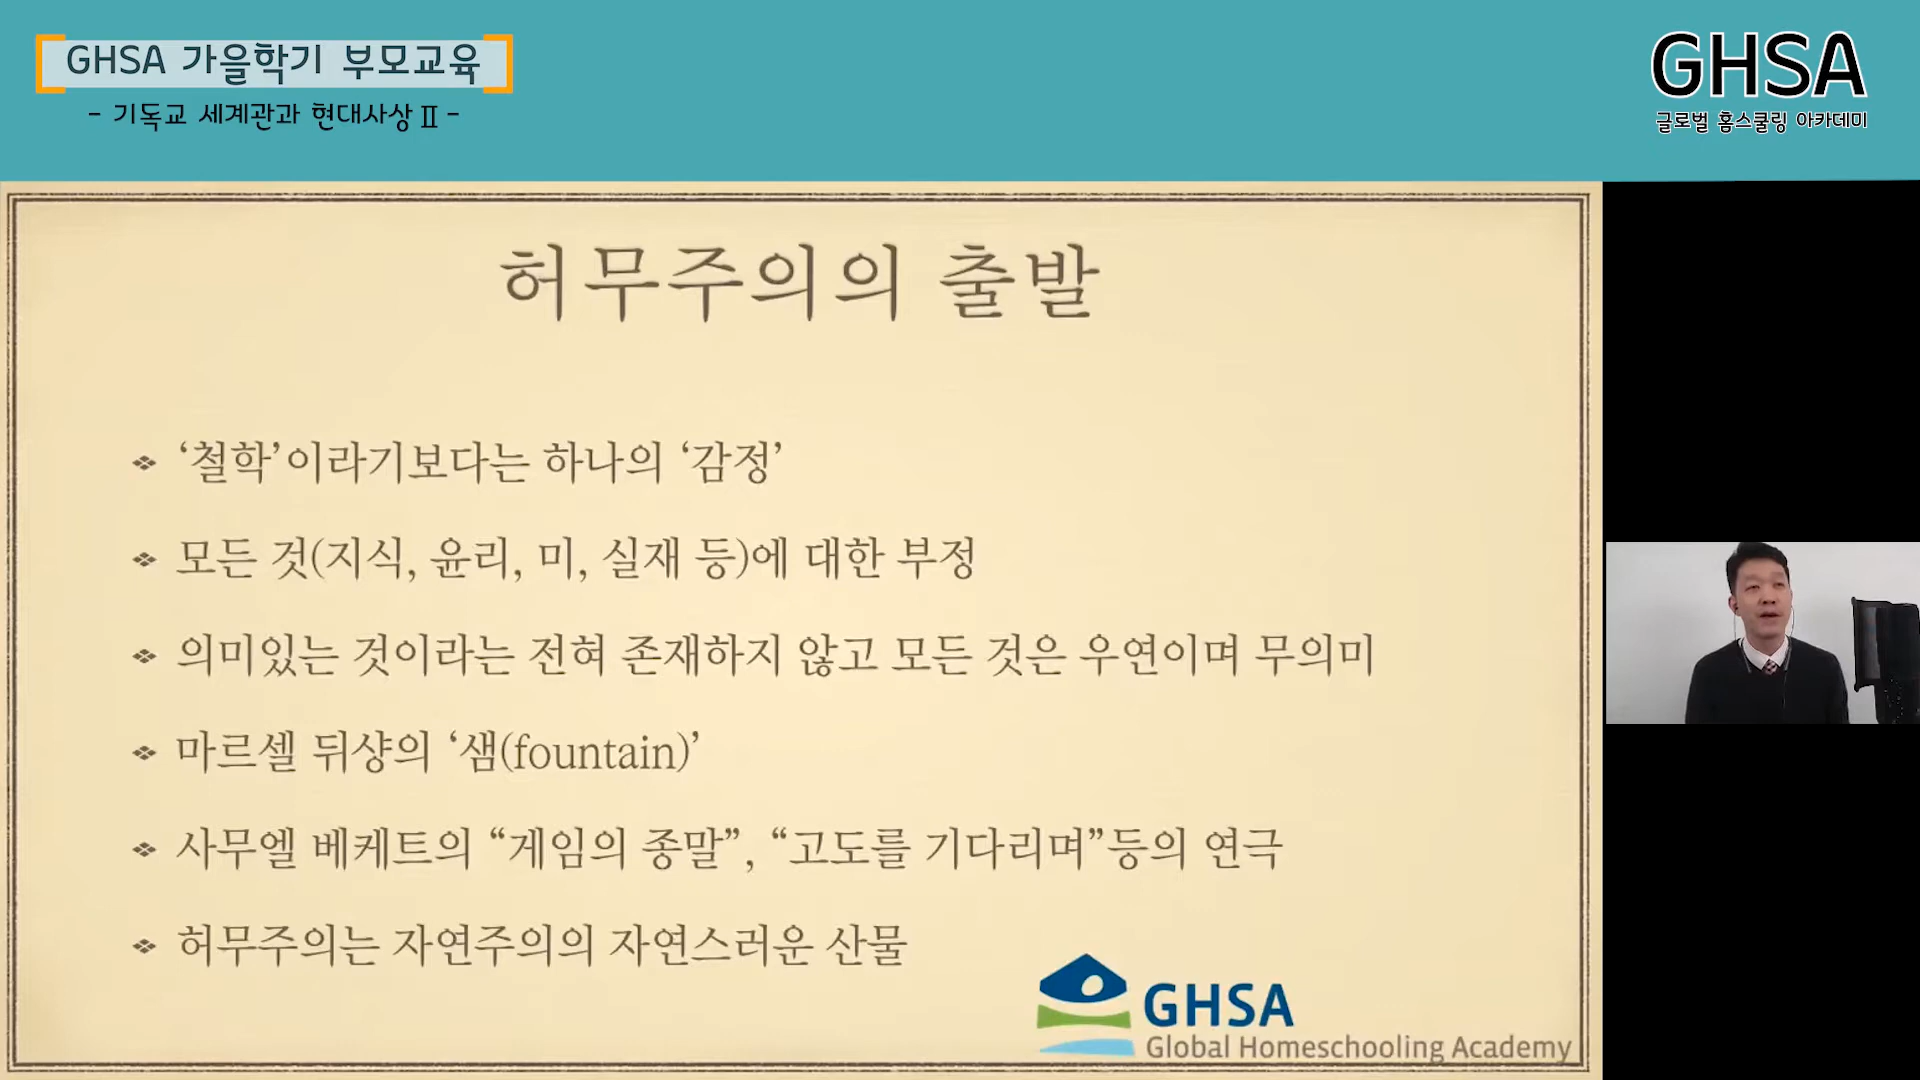 GHSA 가을학기 부모교육
- 기독교 세계관과 현대사상Ⅱ-
GHSA
글로벌 홈스쿨링 아카데미
허무주의의 출발
❖ ‘철학’이라기보다는 하나의 ‘감정’
❖ 모든 것(지식, 윤리, 미, 실재 등)에 대한 부정
❖ 의미있는 것이라는 전혀 존재하지 않고 모든 것은 우연이며 무의미
❖ 마르셀 뒤샹의 ‘샘(fountain)’
❖ 사무엘 베케트의 “게임의 종말”, “고도를 기다리며”등의 연극
❖ 허무주의는 자연주의의 자연스러운 산물
GHSA
Global Homeschooling Academy